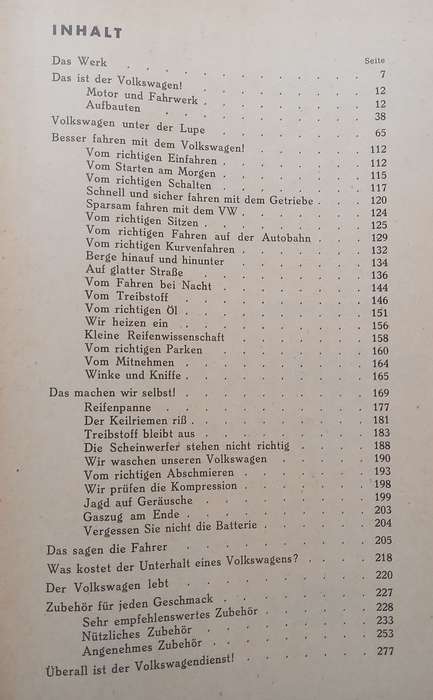 INHALT
Seite
Das Werk . . . . . . . . . . . 7
Das ist der Volkswagen! . . . . . . . . 12
Motor und Fahrwerk . . . . . . . . 12
Aufbauten . . . . . . . . . . 38
Volkswagen unter der Lupe . . . . . . . 65
Besser fahren mit dem Volkswagen! . . . . . . 112
Vom richtigen Einfahren . . . . . . . 112
Vom Starten am Morgen . . . . . . . 115
Vom richtigen Schalten . . . . . . . 117
Schnell und sicher fahren mit dem Getriebe . . . 120
Sparsam fahren mit dem VW . . . . . . 124
Vom richtigen Sitzen . . . . . . . . 125
Vom richtigen Fahren auf der Autobahn . . . 129
Vom richtigen Kurvenfahren . . . . . . 132
Berge hinauf und hinunter . . . . . . . 134
Auf glatter Straße . . . . . . . . 136
Vom Fahren bei Nacht . . . . . . . 144
Vom Treibstoff . . . . . . . . . 146
Vom richtigen Öl . . . . . . . . . 151
Wir heizen ein . . . . . . . . . 156
Kleine Reifenwissenschaft . . . . . . . 158
Vom richtigen Parken . . . . . . . 160
Vom Mitnehmen . . . . . . . . . 164
Winke und Kniffe . . . . . . . . . 165
Das machen wir selbst! . . . . . . . . 169
Reifenpanne . . . . . . . . . . 177
Der Keilriemen riß . . . . . . . . 181
Treibstoff bleibt aus . . . . . . . . 183
Die Scheinwerfer stehen nicht richtig . . . . 188
Wir waschen unseren Volkswagen . . . . . 190
Vom richtigen Abschmieren . . . . . . 193
Wir prüfen die Kompression . . . . . . 198
Jagd auf Geräusche . . . . . . . . 199
Gaszug am Ende . . . . . . . . . 203
Vergessen Sie nicht die Batterie . . . . . 204
Das sagen die Fahrer . . . . . . . . 205
Was kostet der Unterhalt eines Volkswagens? . . . 218
Der Volkswagen lebt . . . . . . . . 220
Zubehör für jeden Geschmack . . . . . . 227
Sehr empfehlenswertes Zubehör . . . . . 228
Nützliches Zubehör . . . . . . . . 233
Angenehmes Zubehör . . . . . . . 253
Überall ist der Volkswagendienst! . . . . . . 277